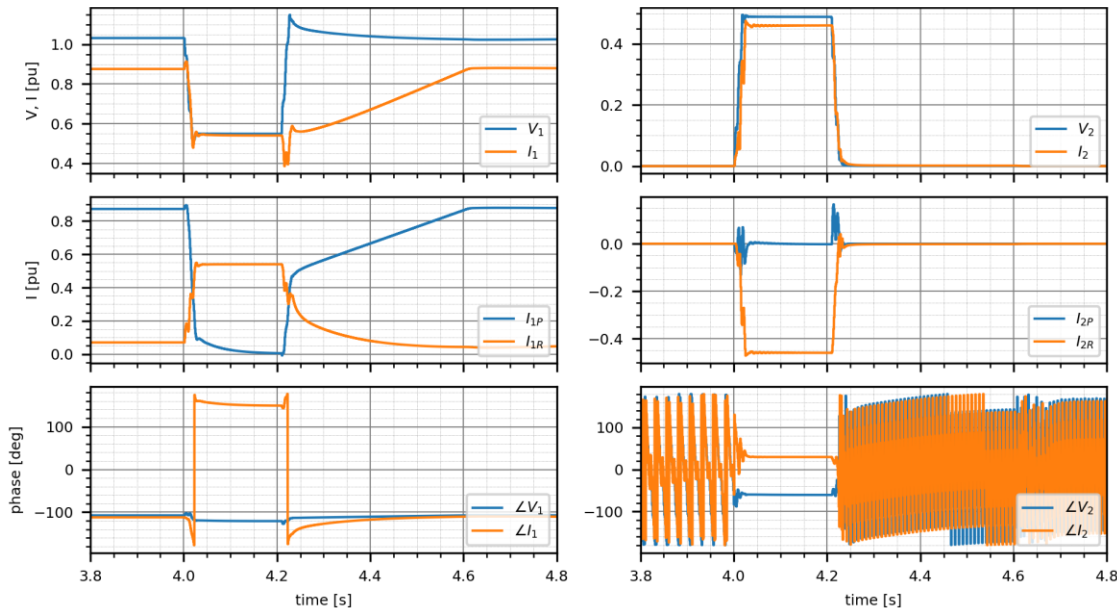 V, I [pu]
1.0
0.8
0.6
0.4
V1
I1
0.4
0.2
0.0
V2
I2
I [pu]
0.8
0.6
0.4
0.2
0.0
I1P
I1R
0.0
−0.2
−0.4
I2P
I2R
phase [deg]
100
0
−100
∠V1
∠I1
3.8 4.0 4.2 4.4 4.6 4.8
time [s]
100
0
−100
∠V2
∠I2
3.8 4.0 4.2 4.4 4.6 4.8
time [s]